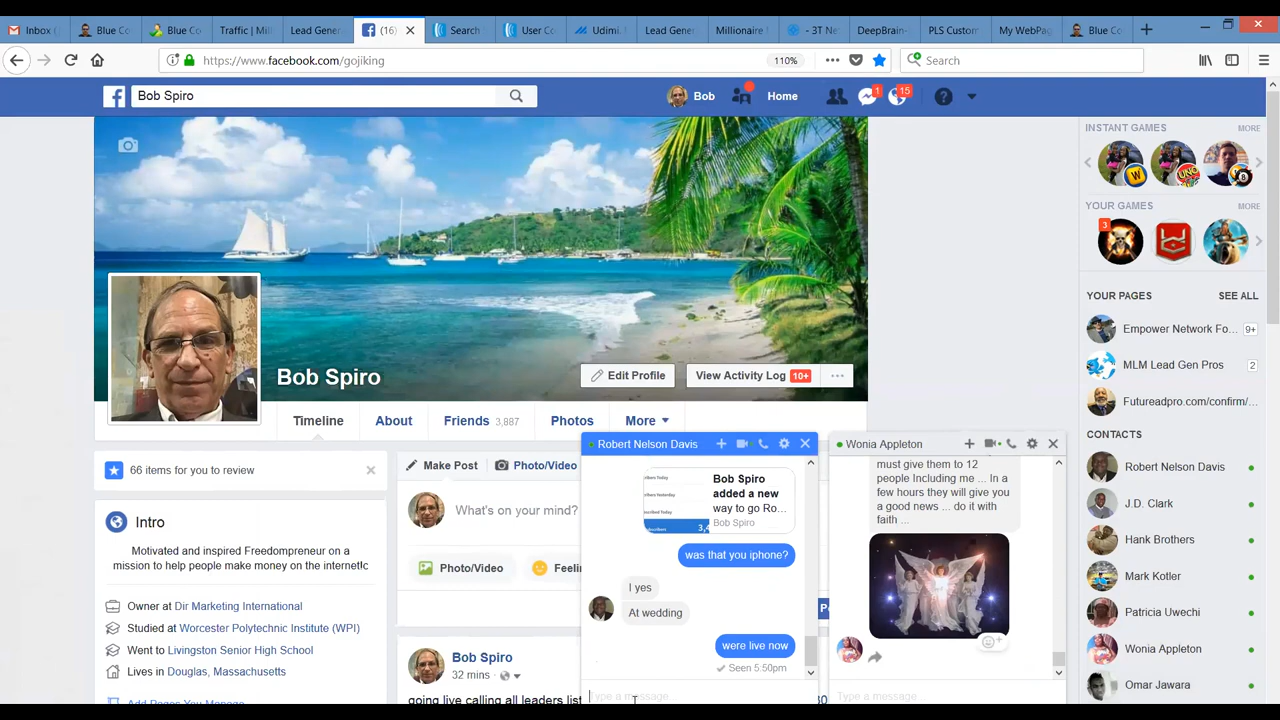 Inbox (
Blue Co
Blue Co
Traffic | Mil
Lead Gener
(16)
Search
User Co
Udimi.
Lead Gene
Millionaire
- 3T Ne
DeepBrain-
PLS Custom
My WebPag
Blue Co
https://www.facebook.com/gojiking
110%
Search
Bob Spiro
Bob
Home
1
15
INSTANT GAMES
MORE
YOUR GAMES
MORE
3
YOUR PAGES
SEE ALL
Empower Network Fo...
9+
MLM Lead Gen Pros
2
Futureadpro.com/confirm/...
CONTACTS
Robert Nelson Davis
J.D. Clark
Hank Brothers
Mark Kotler
Patricia Uwechi
Wonia Appleton
Omar Jawara
Bob Spiro
Edit Profile
View Activity Log
10+
Timeline
About
Friends 3,887
Photos
More
66 items for you to review
Intro
Motivated and inspired Freedompreneur on a
mission to help people make money on the internet!c
Owner at Dir Marketing International
Studied at Worcester Polytechnic Institute (WPI)
Went to Livingston Senior High School
Lives in Douglas, Massachusetts
Make Post
Photo/Video
What's on your mind?
Photo/Video
Feelin
Bob Spiro
32 mins
going live calling all leaders list
Robert Nelson Davis
Bob Spiro
added a new
way to go Ro...
Bob Spiro
was that you iphone?
I yes
At wedding
were live now
Seen 5:50pm
Type a message...
Wonia Appleton
must give them to 12
people Including me ... In a
few hours they will give you
a good news ... do it with
faith ...
Type a message...